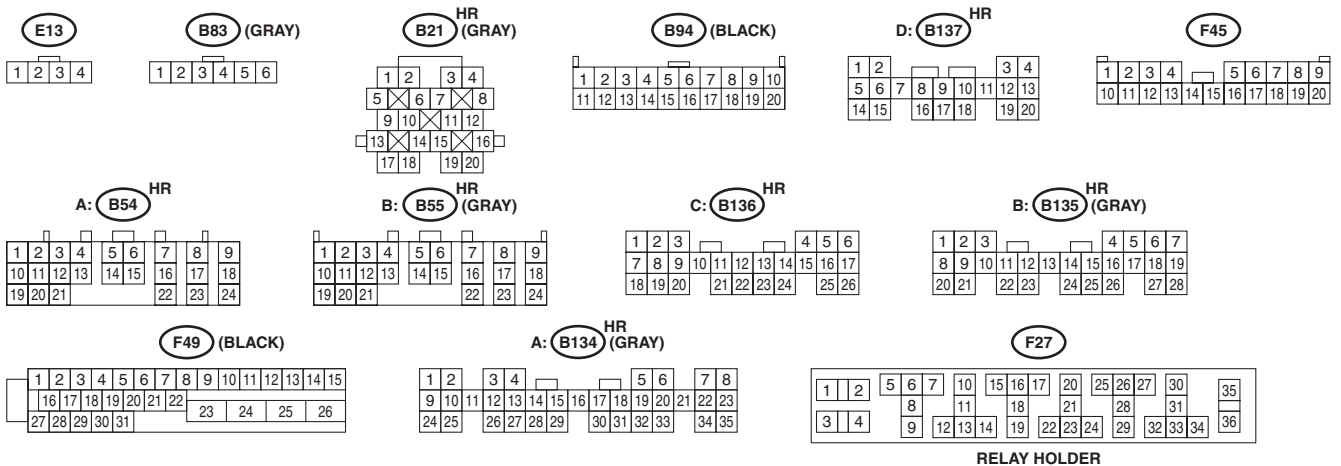 E13
1 2 3 4
B83 (GRAY)
1 2 3 4 5 6
B21 HR (GRAY)
1 2 3 4
5 6 7 8
9 10 11 12
13 14 15 16
17 18 19 20
B94 (BLACK)
1 2 3 4 5 6 7 8 9 10
11 12 13 14 15 16 17 18 19 20
D: B137 HR
1 2 3 4
5 6 7 8 9 10 11 12 13
14 15 16 17 18 19 20
F45
1 2 3 4 5 6 7 8 9
10 11 12 13 14 15 16 17 18 19 20
A: B54 HR
1 2 3 4 5 6 7 8 9
10 11 12 13 14 15 16 17 18
19 20 21 22 23 24
B: B55 HR (GRAY)
1 2 3 4 5 6 7 8 9
10 11 12 13 14 15 16 17 18
19 20 21 22 23 24
C: B136 HR
1 2 3 4 5 6
7 8 9 10 11 12 13 14 15 16 17
18 19 20 21 22 23 24 25 26
B: B135 HR (GRAY)
1 2 3 4 5 6 7
8 9 10 11 12 13 14 15 16 17 18 19
20 21 22 23 24 25 26 27 28
F49 (BLACK)
1 2 3 4 5 6 7 8 9 10 11 12 13 14 15
16 17 18 19 20 21 22 23 24 25 26
27 28 29 30 31
A: B134 HR (GRAY)
1 2 3 4 5 6 7 8
9 10 11 12 13 14 15 16 17 18 19 20 21 22 23
24 25 26 27 28 29 30 31 32 33 34 35
F27
1 2 5 6 7 10 15 16 17 20 25 26 27 30 35
8 11 18 21 28 31
3 4 9 12 13 14 19 22 23 24 29 32 33 34 36
RELAY HOLDER